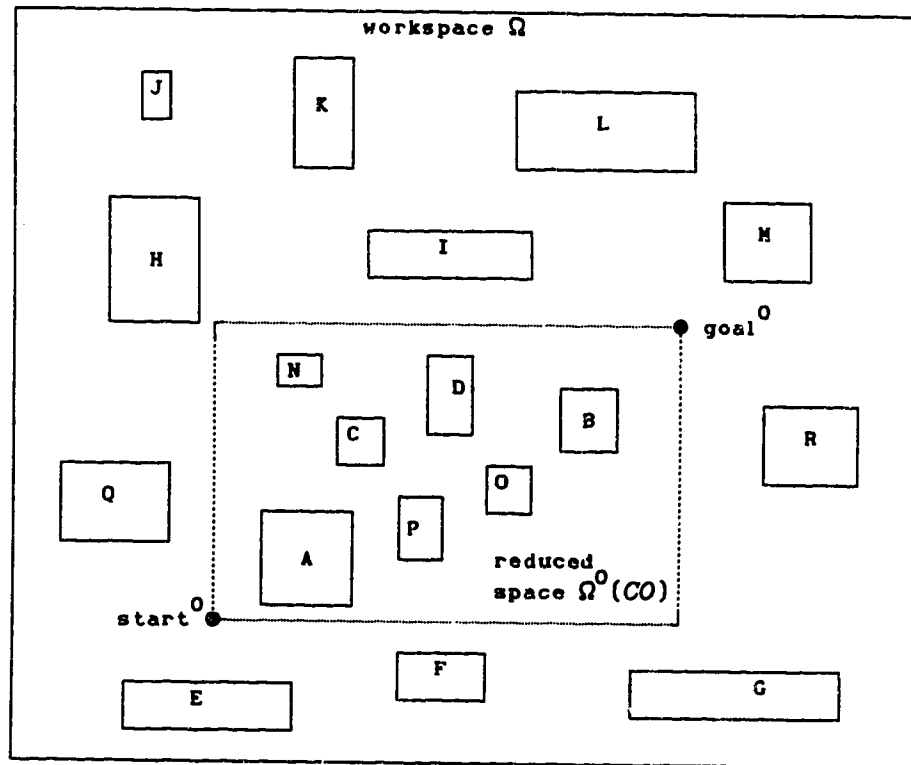 workspace Ω
J
K
L
H
I
M
goal⁰
N
D
C
B
R
Q
O
P
A
reduced
space Ω⁰(CO)
start⁰
F
E
G